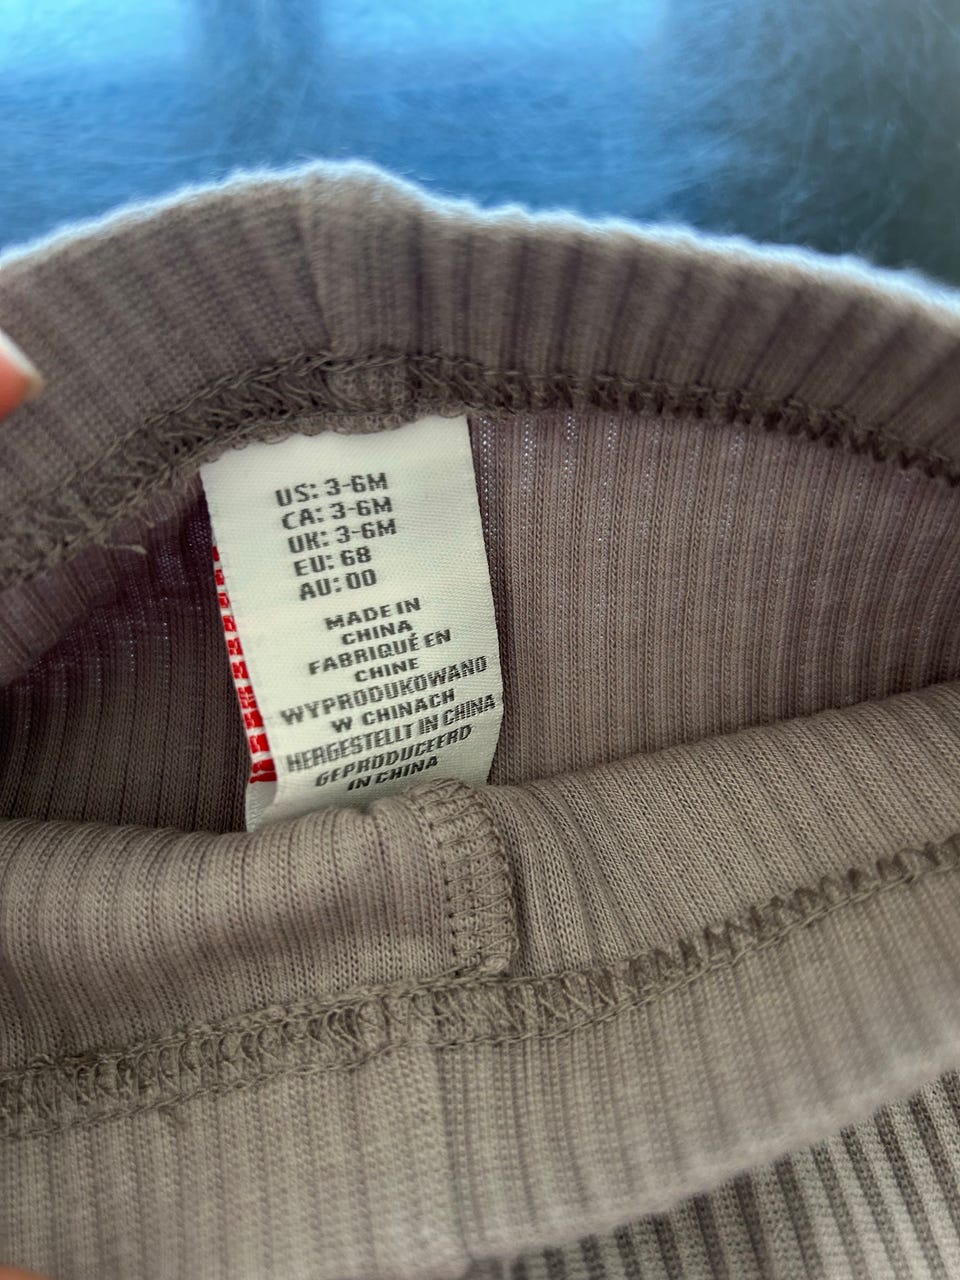 US: 3-6M
CA: 3-6M
UK: 3-6M
EU: 68
AU: 00
MADE IN
CHINA
FABRIQUÉ EN
CHINE
WYPRODUKOWANO
W CHINACH
HERGESTELLT IN CHINA
GEPRODUCEERD
IN CHINA